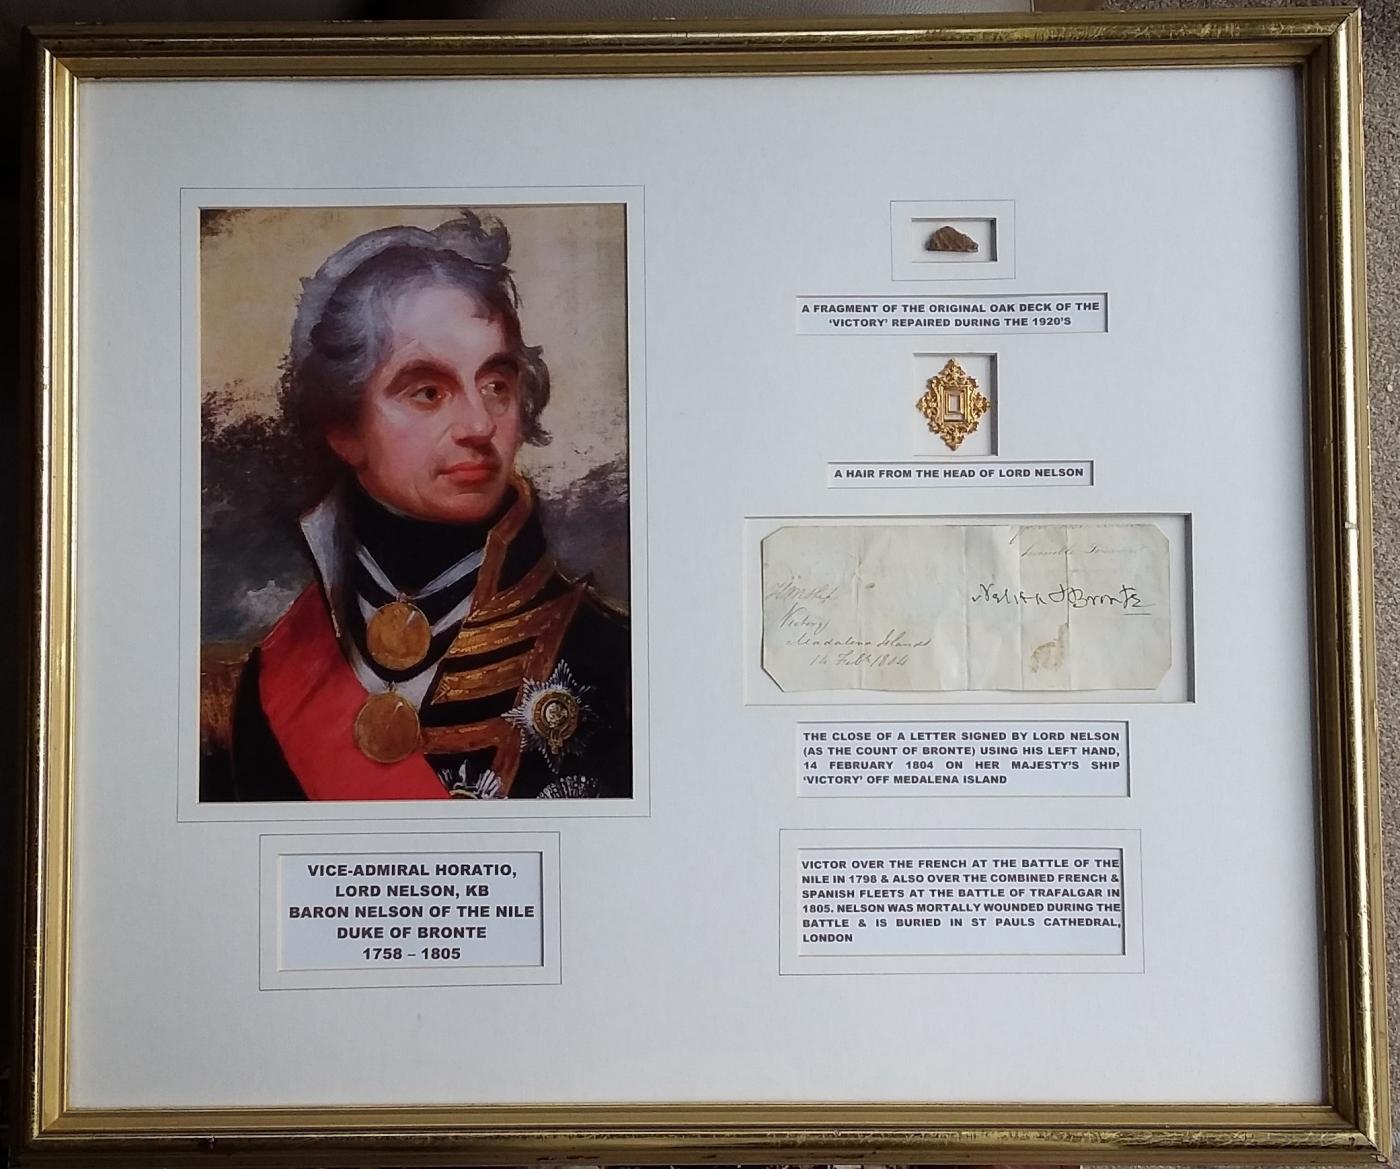 A FRAGMENT OF THE ORIGINAL OAK DECK OF THE
‘VICTORY’ REPAIRED DURING THE 1920’S
A HAIR FROM THE HEAD OF LORD NELSON
Nelson & Bronte
Victory
Madalena Islands
14 Feb 1804
THE CLOSE OF A LETTER SIGNED BY LORD NELSON
(AS THE COUNT OF BRONTE) USING HIS LEFT HAND,
14 FEBRUARY 1804 ON HER MAJESTY’S SHIP
‘VICTORY’ OFF MEDALENA ISLAND
VICE-ADMIRAL HORATIO,
LORD NELSON, KB
BARON NELSON OF THE NILE
DUKE OF BRONTE
1758 – 1805
VICTOR OVER THE FRENCH AT THE BATTLE OF THE
NILE IN 1798 & ALSO OVER THE COMBINED FRENCH &
SPANISH FLEETS AT THE BATTLE OF TRAFALGAR IN
1805. NELSON WAS MORTALLY WOUNDED DURING THE
BATTLE & IS BURIED IN ST PAULS CATHEDRAL,
LONDON